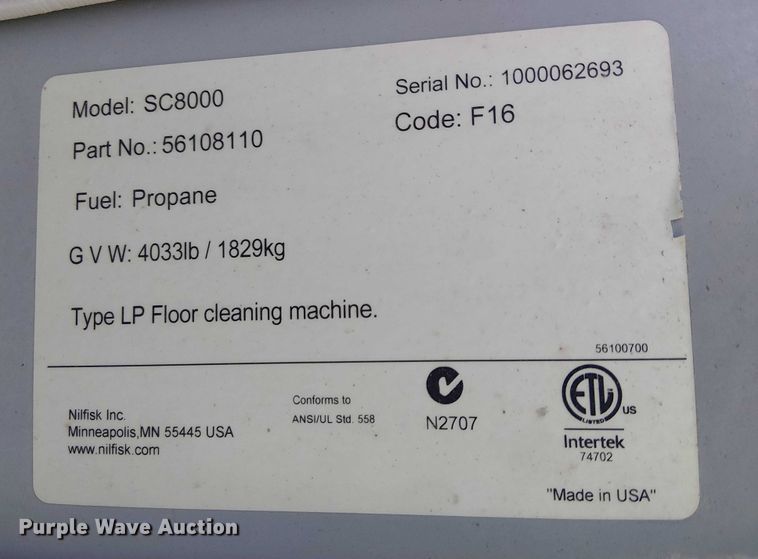 Model: SC8000
Serial No.: 1000062693
Part No.: 56108110
Code: F16
Fuel: Propane
G V W: 4033lb / 1829kg
Type LP Floor cleaning machine.
56100700
Nilfisk Inc.
Minneapolis,MN 55445 USA
www.nilfisk.com
Conforms to
ANSI/UL Std. 558
N2707
ETL
LISTED
US
Intertek
74702
"Made in USA"
Purple Wave Auction